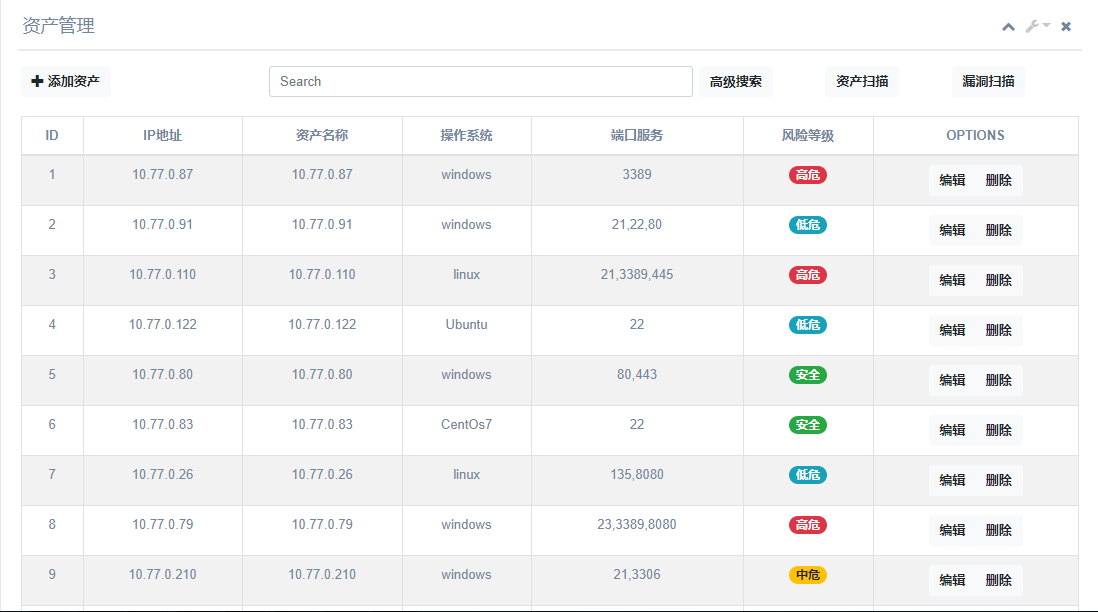 资产管理
添加资产 Search 高级搜索 资产扫描 漏洞扫描
ID IP地址 资产名称 操作系统 端口服务 风险等级 OPTIONS
1 10.77.0.87 10.77.0.87 windows 3389 高危 编辑 删除
2 10.77.0.91 10.77.0.91 windows 21,22,80 低危 编辑 删除
3 10.77.0.110 10.77.0.110 linux 21,3389,445 高危 编辑 删除
4 10.77.0.122 10.77.0.122 Ubuntu 22 低危 编辑 删除
5 10.77.0.80 10.77.0.80 windows 80,443 安全 编辑 删除
6 10.77.0.83 10.77.0.83 CentOs7 22 安全 编辑 删除
7 10.77.0.26 10.77.0.26 linux 135,8080 低危 编辑 删除
8 10.77.0.79 10.77.0.79 windows 23,3389,8080 高危 编辑 删除
9 10.77.0.210 10.77.0.210 windows 21,3306 中危 编辑 删除